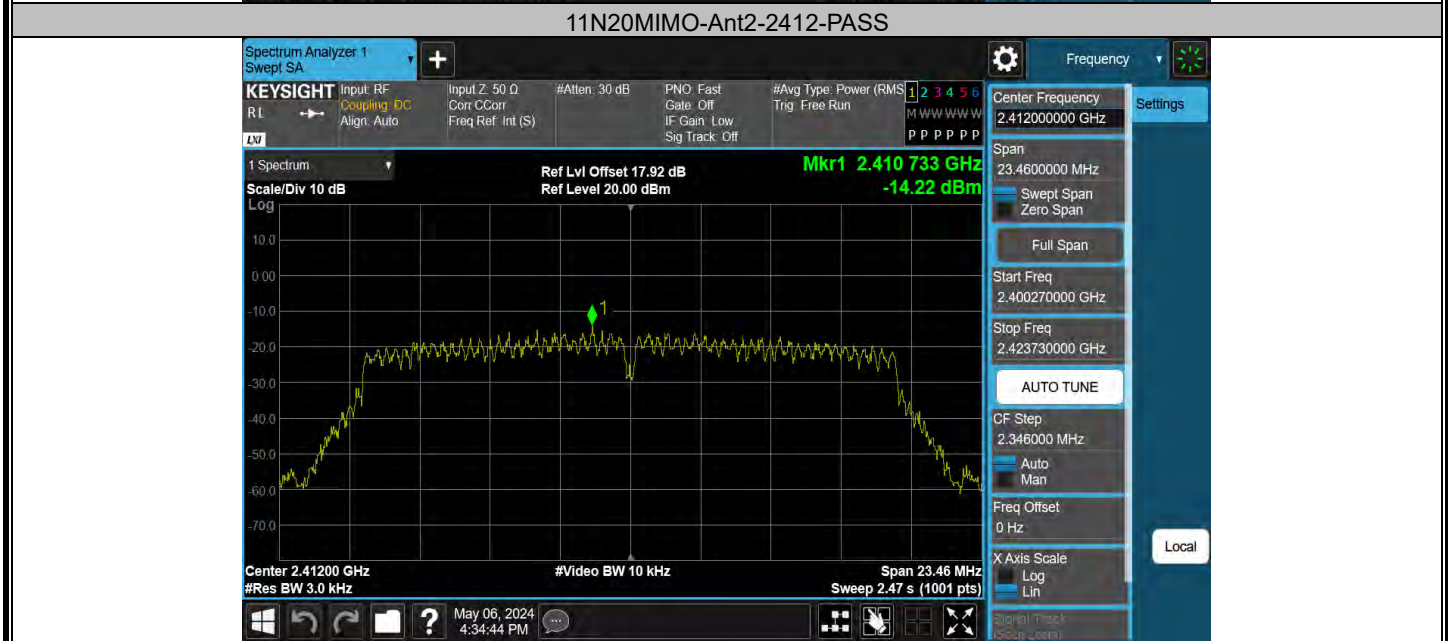 11N20MIMO-Ant2-2412-PASS
Spectrum Analyzer 1
Swept SA
+
Frequency
KEYSIGHT
RL
LXI
Input: RF
Coupling: DC
Align: Auto
Input Z: 50 Ω
Corr CCorr
Freq Ref: Int (S)
#Atten: 30 dB
PNO: Fast
Gate: Off
IF Gain: Low
Sig Track: Off
#Avg Type: Power (RMS
Trig: Free Run
1 2 3 4 5 6
M W W W W W
P P P P P P
Center Frequency
2.412000000 GHz
Settings
Span
23.4600000 MHz
Swept Span
Zero Span
Full Span
Start Freq
2.400270000 GHz
Stop Freq
2.423730000 GHz
AUTO TUNE
CF Step
2.346000 MHz
Auto
Man
Freq Offset
0 Hz
X Axis Scale
Log
Lin
Signal Track
(Span Zoom)
Local
1 Spectrum
Scale/Div 10 dB
Log
Ref Lvl Offset 17.92 dB
Ref Level 20.00 dBm
Mkr1 2.410 733 GHz
-14.22 dBm
10.0
0.00
-10.0
-20.0
-30.0
-40.0
-50.0
-60.0
-70.0
1
Center 2.41200 GHz
#Res BW 3.0 kHz
#Video BW 10 kHz
Span 23.46 MHz
Sweep 2.47 s (1001 pts)
?
May 06, 2024
4:34:44 PM